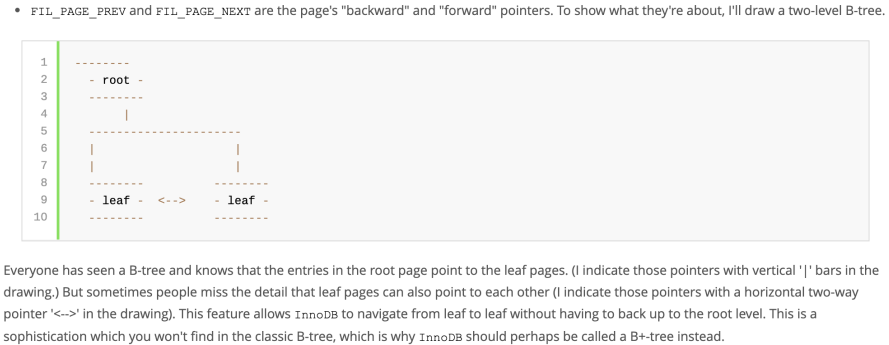 • FIL_PAGE_PREV and FIL_PAGE_NEXT are the page's "backward" and "forward" pointers. To show what they're about, I'll draw a two-level B-tree.
1 --------
2 - root -
3 --------
4 |
5 ----------------------
6 | |
7 | |
8 -------- --------
9 - leaf - <--> - leaf -
10 -------- --------
Everyone has seen a B-tree and knows that the entries in the root page point to the leaf pages. (I indicate those pointers with vertical '|' bars in the
drawing.) But sometimes people miss the detail that leaf pages can also point to each other (I indicate those pointers with a horizontal two-way
pointer '<-->' in the drawing). This feature allows InnoDB to navigate from leaf to leaf without having to back up to the root level. This is a
sophistication which you won't find in the classic B-tree, which is why InnoDB should perhaps be called a B+-tree instead.